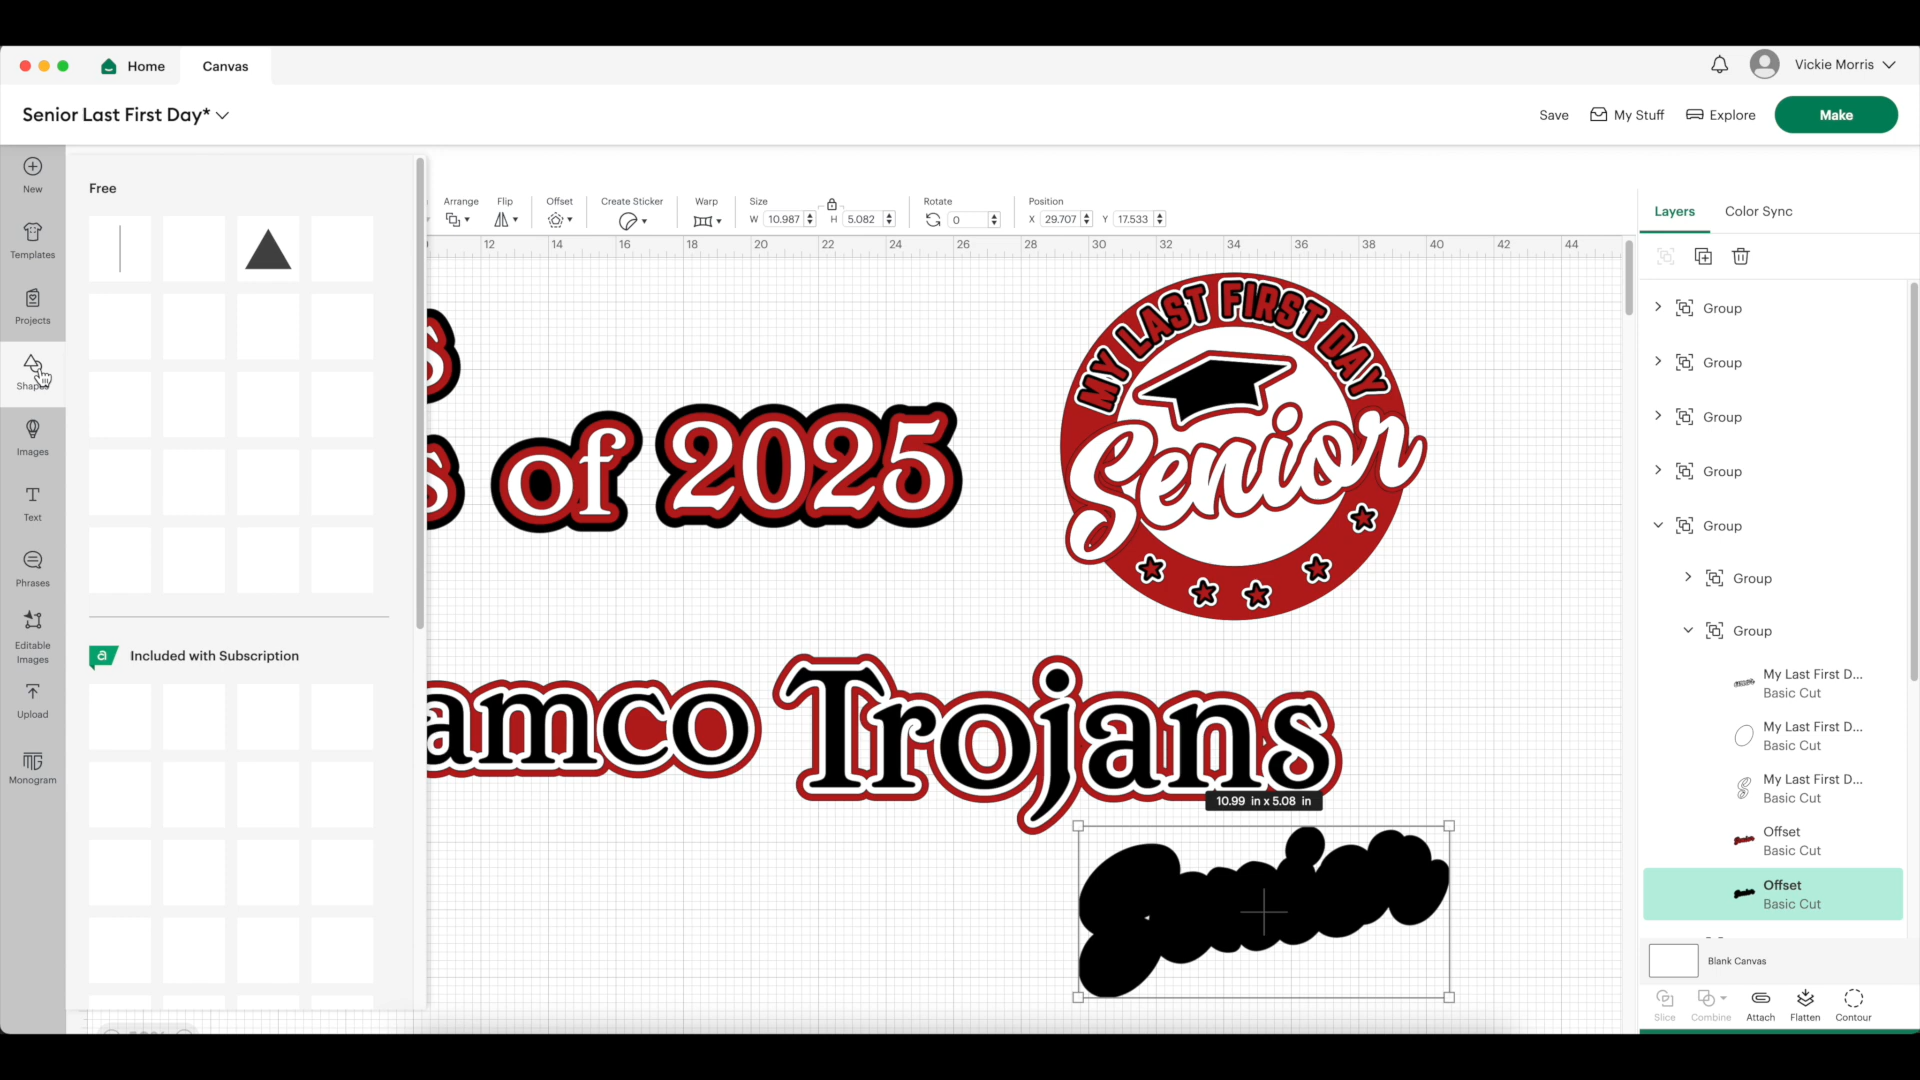 Home
Canvas
Vickie Morris
Senior Last First Day*
Save
My Stuff
Explore
Make
New
Templates
Projects
Shapes
Images
Text
Phrases
Editable
Images
Upload
Monogram
Free
a
Included with Subscription
Arrange
Flip
Offset
Create Sticker
Warp
Size
W 10.987
H 5.082
Rotate
0
Position
X 29.707
Y 17.533
12 14 16 18 20 22 24 26 28 30 32 34 36 38 40 42 44
s
s of 2025
MY LAST FIRST DAY
Senior
amco Trojans
10.99 in x 5.08 in
Layers
Color Sync
Group
Group
Group
Group
Group
Group
Group
My Last First D...
Basic Cut
My Last First D...
Basic Cut
My Last First D...
Basic Cut
Offset
Basic Cut
Offset
Basic Cut
Blank Canvas
Slice
Combine
Attach
Flatten
Contour